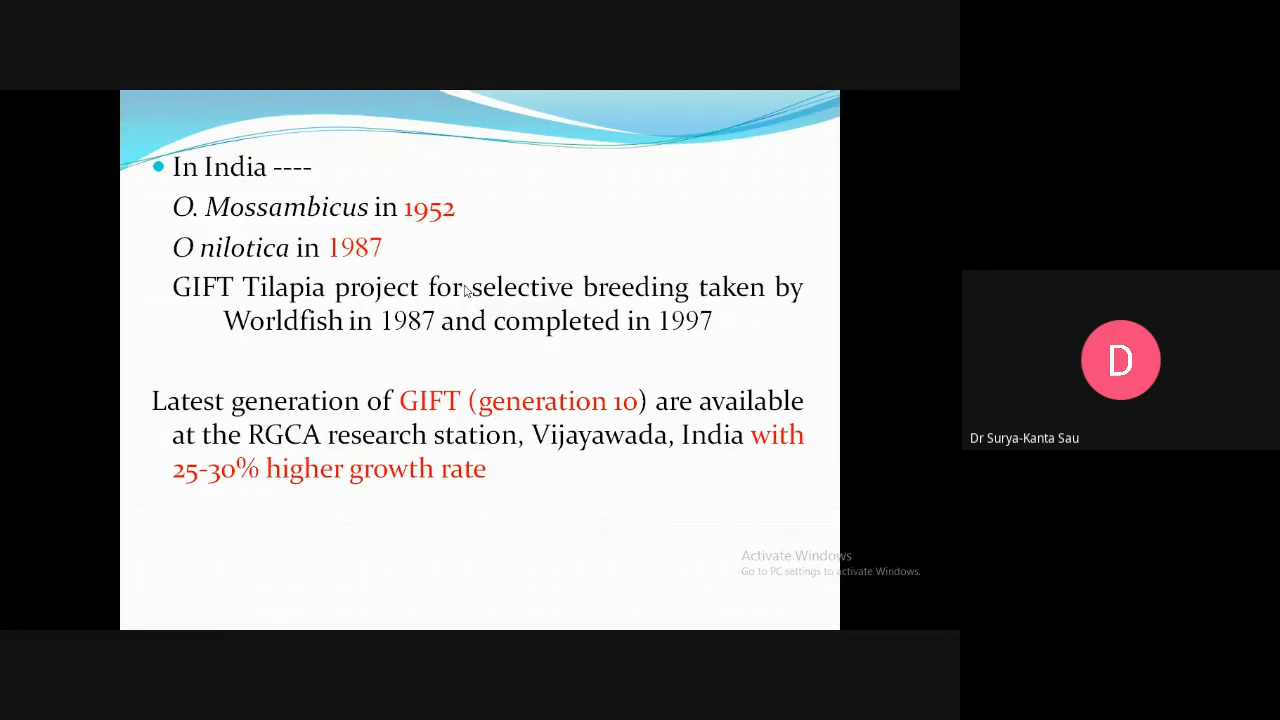 In India ----
O. Mossambicus in 1952
O nilotica in 1987
GIFT Tilapia project for selective breeding taken by
Worldfish in 1987 and completed in 1997
Latest generation of GIFT (generation 10) are available
at the RGCA research station, Vijayawada, India with
25-30% higher growth rate
Activate Windows
Go to PC settings to activate Windows.
D
Dr Surya-Kanta Sau